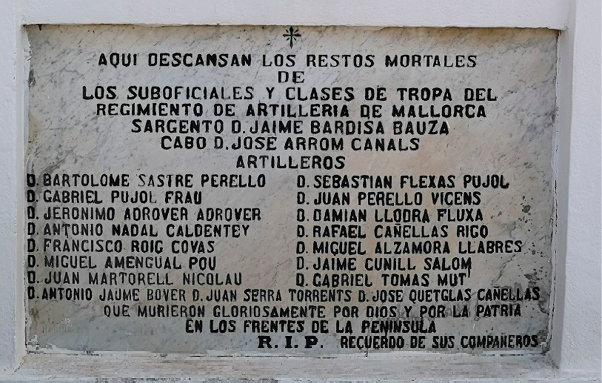 AQUI DESCANSAN LOS RESTOS MORTALES
DE
LOS SUBOFICIALES Y CLASES DE TROPA DEL
REGIMIENTO DE ARTILLERIA DE MALLORCA
SARGENTO D. JAIME BARDISA BAUZA
CABO D. JOSE ARROM CANALS
ARTILLEROS
D. BARTOLOME SASTRE PERELLO D. SEBASTIAN FLEXAS PUJOL
D. GABRIEL PUJOL FRAU D. JUAN PERELLO VICENS
D. JERONIMO ADROVER ADROVER D. DAMIAN LLODRA FLUXA
D. ANTONIO NADAL CALDENTEY D. RAFAEL CAÑELLAS RIGO
D. FRANCISCO ROIG COVAS D. MIGUEL ALZAMORA LLABRES
D. MIGUEL AMENGUAL POU D. JAIME CUNILL SALOM
D. JUAN MARTORELL NICOLAU D. GABRIEL TOMAS MUT
D. ANTONIO JAUME BOVER D. JUAN SERRA TORRENTS D. JOSE QUETGLAS CAÑELLAS
QUE MURIERON GLORIOSAMENTE POR DIOS Y POR LA PATRIA
EN LOS FRENTES DE LA PENINSULA
R. I. P. RECUERDO DE SUS COMPAÑEROS